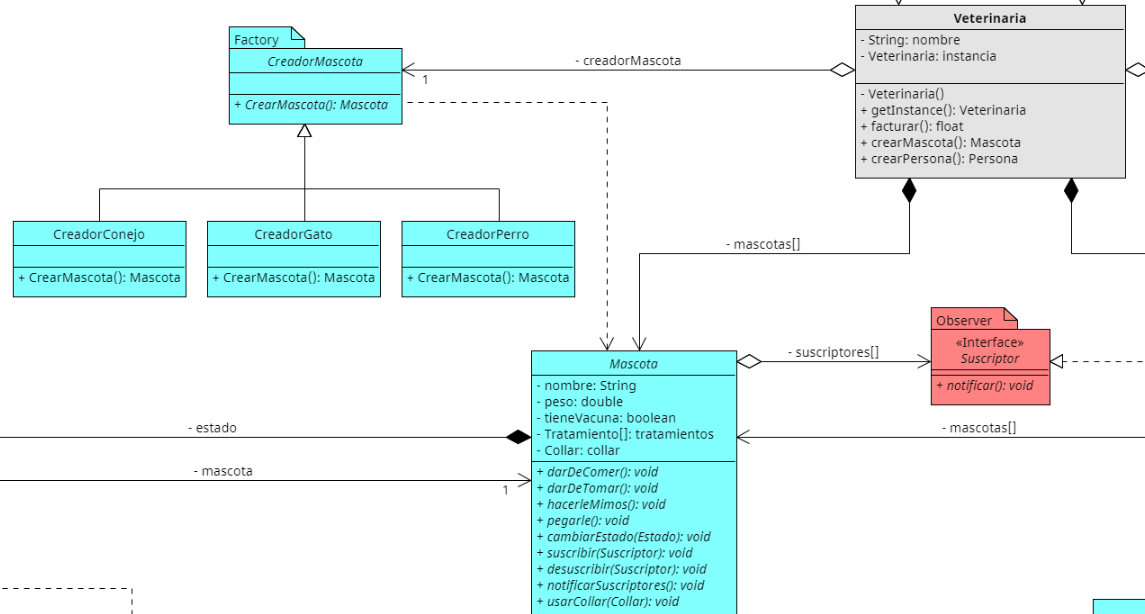 Veterinaria
- String: nombre
- Veterinaria: instancia
- Veterinaria()
+ getInstance(): Veterinaria
+ facturar(): float
+ crearMascota(): Mascota
+ crearPersona(): Persona
Factory
CreadorMascota
+ CrearMascota(): Mascota
- creadorMascota
1
CreadorConejo
+ CrearMascota(): Mascota
CreadorGato
+ CrearMascota(): Mascota
CreadorPerro
+ CrearMascota(): Mascota
- mascotas[]
Observer
«Interface»
Suscriptor
+ notificar(): void
- suscriptores[]
Mascota
- nombre: String
- peso: double
- tieneVacuna: boolean
- Tratamiento[]: tratamientos
- Collar: collar
+ darDeComer(): void
+ darDeTomar(): void
+ hacerleMimos(): void
+ pegarle(): void
+ cambiarEstado(Estado): void
+ suscribir(Suscriptor): void
+ desuscribir(Suscriptor): void
+ notificarSuscriptores(): void
+ usarCollar(Collar): void
- estado
- mascota
1
- mascotas[]